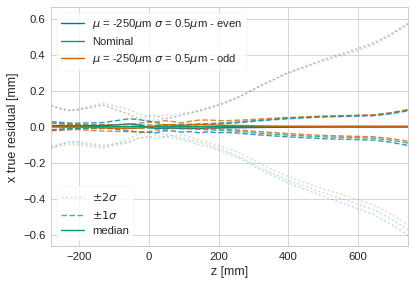 0.6
0.4
0.2
0.0
−0.2
−0.4
−0.6
x true residual [mm]
μ = -250μm σ = 0.5μm - even
Nominal
μ = -250μm σ = 0.5μm - odd
±2σ
±1σ
median
−200 0 200 400 600
z [mm]